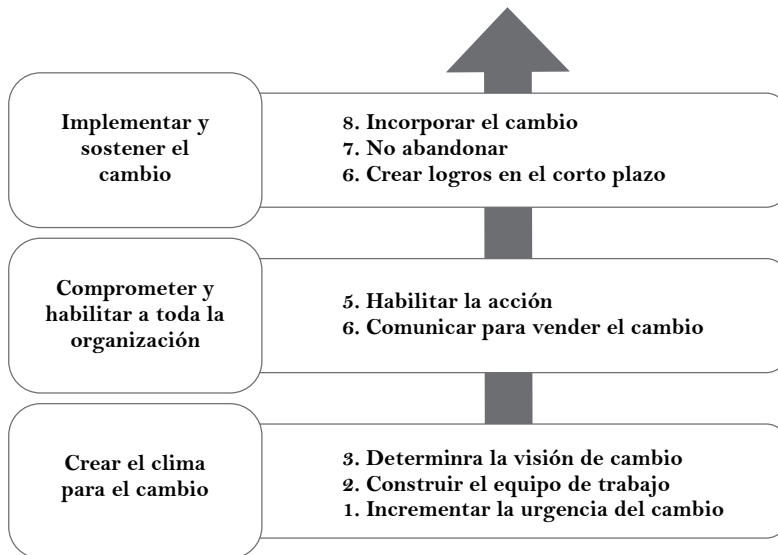 Implementar y
sostener el
cambio
8. Incorporar el cambio
7. No abandonar
6. Crear logros en el corto plazo
Comprometer y
habilitar a toda la
organización
5. Habilitar la acción
6. Comunicar para vender el cambio
Crear el clima
para el cambio
3. Determinra la visión de cambio
2. Construir el equipo de trabajo
1. Incrementar la urgencia del cambio